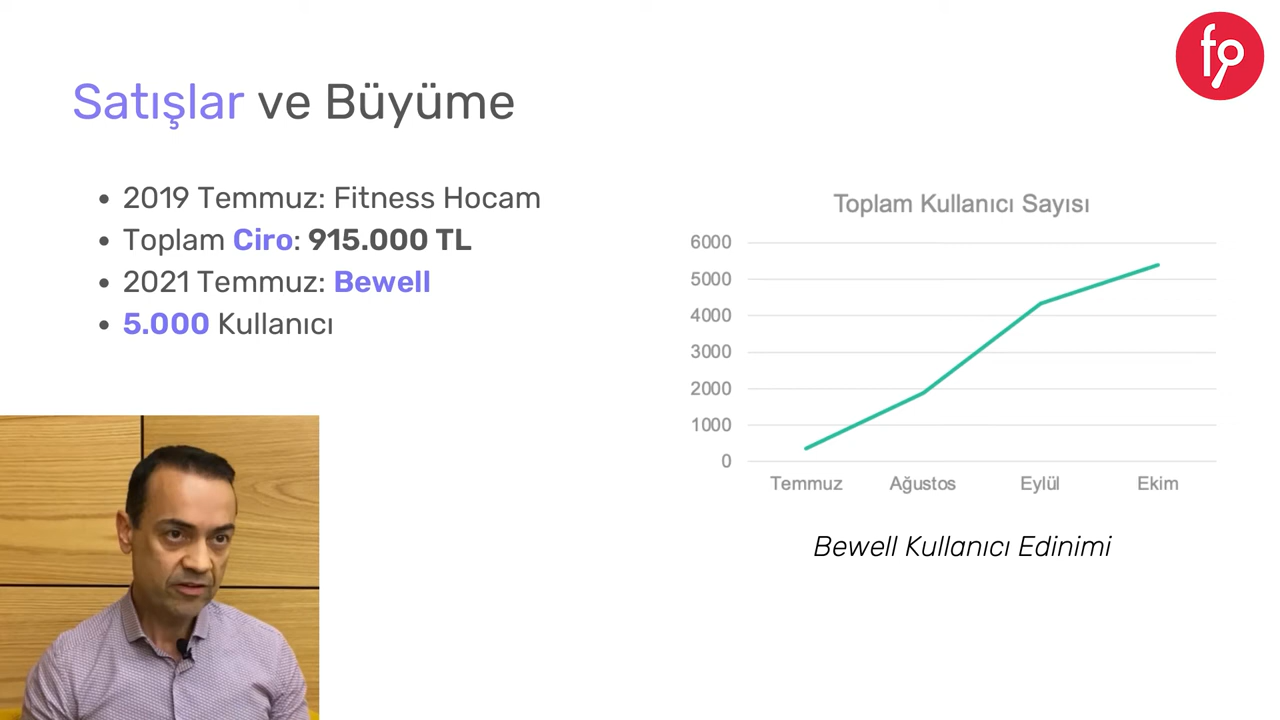 fp
Satışlar ve Büyüme
• 2019 Temmuz: Fitness Hocam
• Toplam Ciro: 915.000 TL
• 2021 Temmuz: Bewell
• 5.000 Kullanıcı
Toplam Kullanıcı Sayısı
6000
5000
4000
3000
2000
1000
0
Temmuz Ağustos Eylül Ekim
Bewell Kullanıcı Edinimi